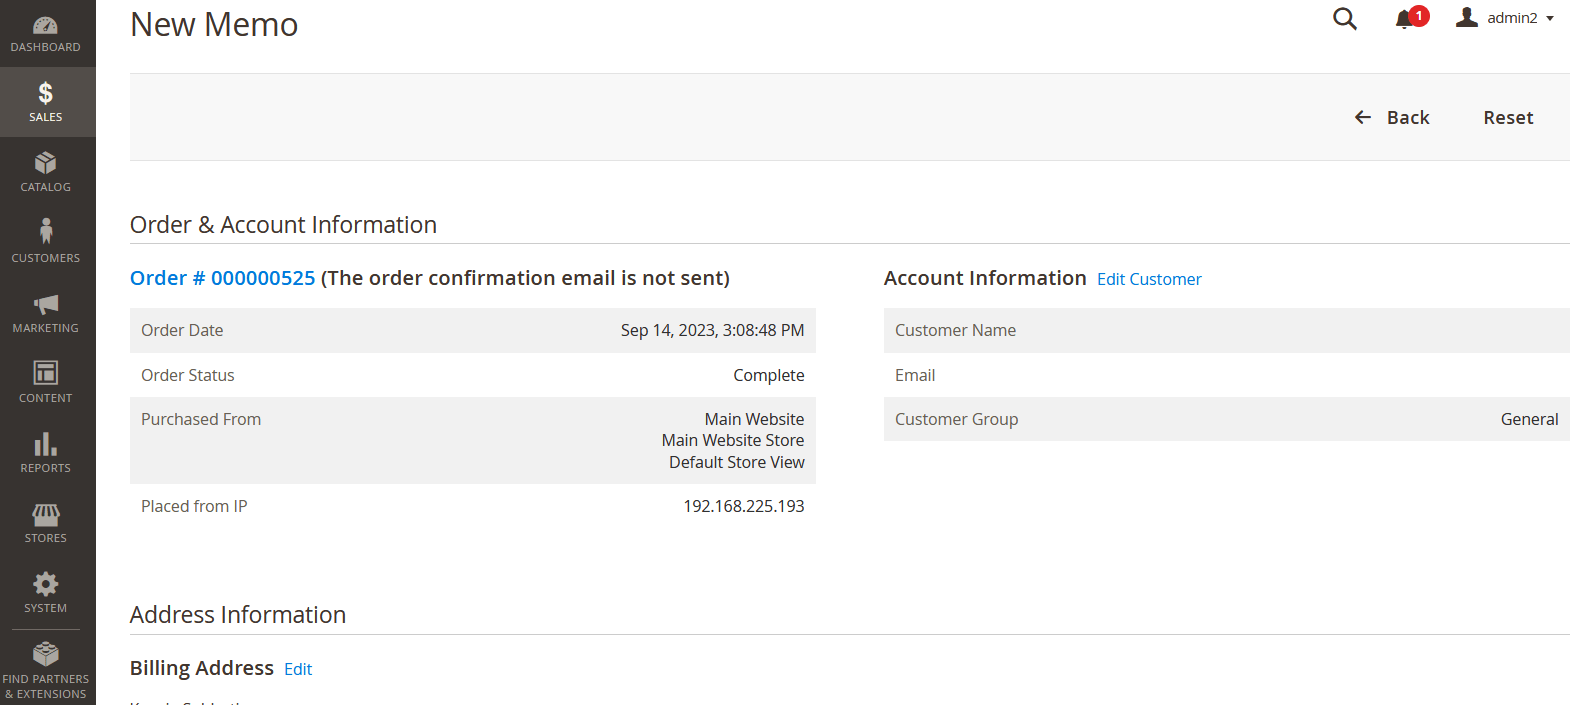 New Memo
1
admin2
DASHBOARD
SALES
CATALOG
CUSTOMERS
MARKETING
CONTENT
REPORTS
STORES
SYSTEM
FIND PARTNERS
& EXTENSIONS
Back
Reset
Order & Account Information
Order # 000000525 (The order confirmation email is not sent)
Order Date Sep 14, 2023, 3:08:48 PM
Order Status Complete
Purchased From Main Website
Main Website Store
Default Store View
Placed from IP 192.168.225.193
Account Information Edit Customer
Customer Name
Email
Customer Group General
Address Information
Billing Address Edit